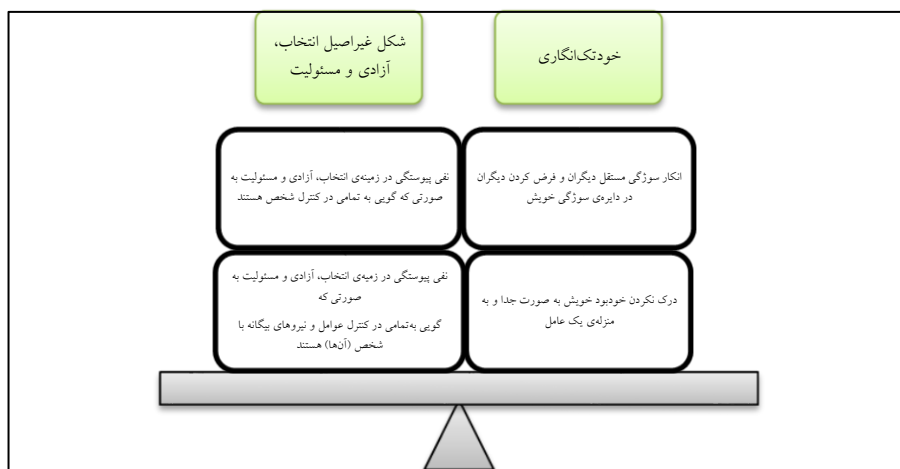 خودتک‌انگاری
شکل غیراصیل انتخاب،
آزادی و مسئولیت
انکار سوژگی مستقل دیگران و فرض کردن دیگران
در دایره‌ی سوژگی خویش
نفی پیوستگی در زمینه‌ی انتخاب، آزادی و مسئولیت به
صورتی که گویی به تمامی در کنترل شخص هستند
درک نکردن خودبود خویش به صورت جدا و به
منزله‌ی یک عامل
نفی پیوستگی در زمیه‌ی انتخاب، آزادی و مسئولیت به
صورتی که
گویی به‌تمامی در کنترل عوامل و نیروهای بیگانه با
شخص (آن‌ها) هستند